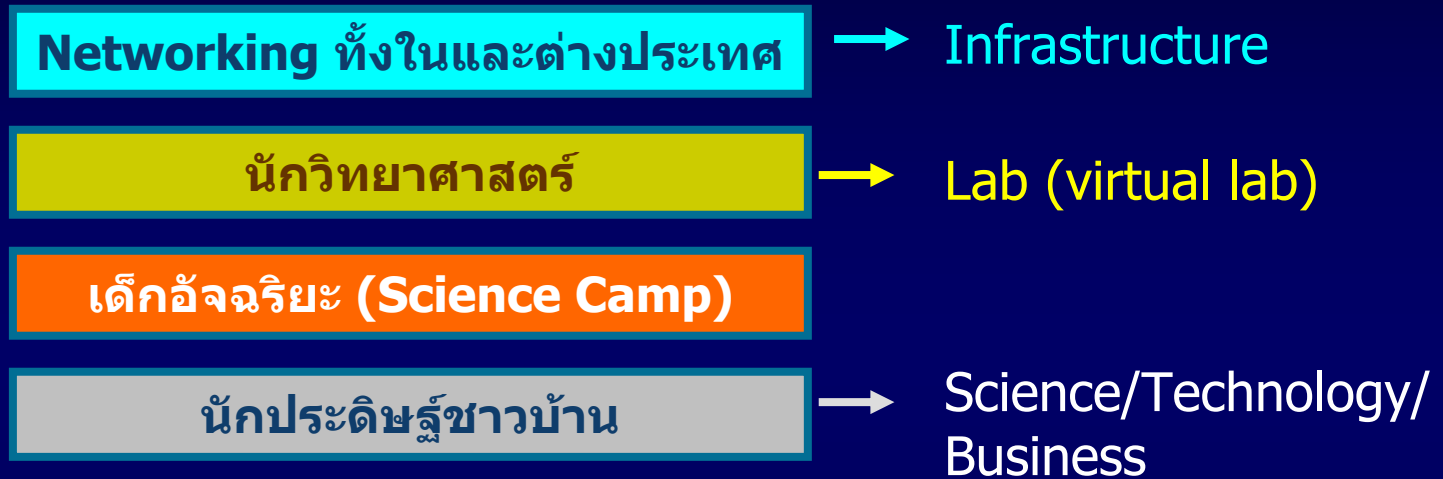 Networking ทั้งในและต่างประเทศ
Infrastructure
นักวิทยาศาสตร์
Lab (virtual lab)
เด็กอัจฉริยะ (Science Camp)
นักประดิษฐ์ชาวบ้าน
Science/Technology/
Business